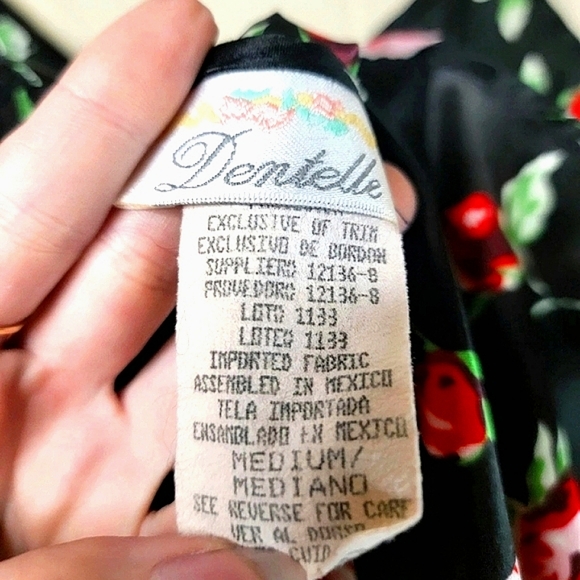 Dentelle
EXCLUSIVE OF TRIM
EXCLUSIVO DE BORDON
SUPPLIER# 12136-8
PROVEDOR# 12136-8
LOT# 1133
LOTE# 1133
IMPORTED FABRIC
ASSEMBLED IN MEXICO
TELA IMPORTADA
ENSAMBLADO EN MEXICO
MEDIUM/
MEDIANO
SEE REVERSE FOR CARE
VER AL DORSO